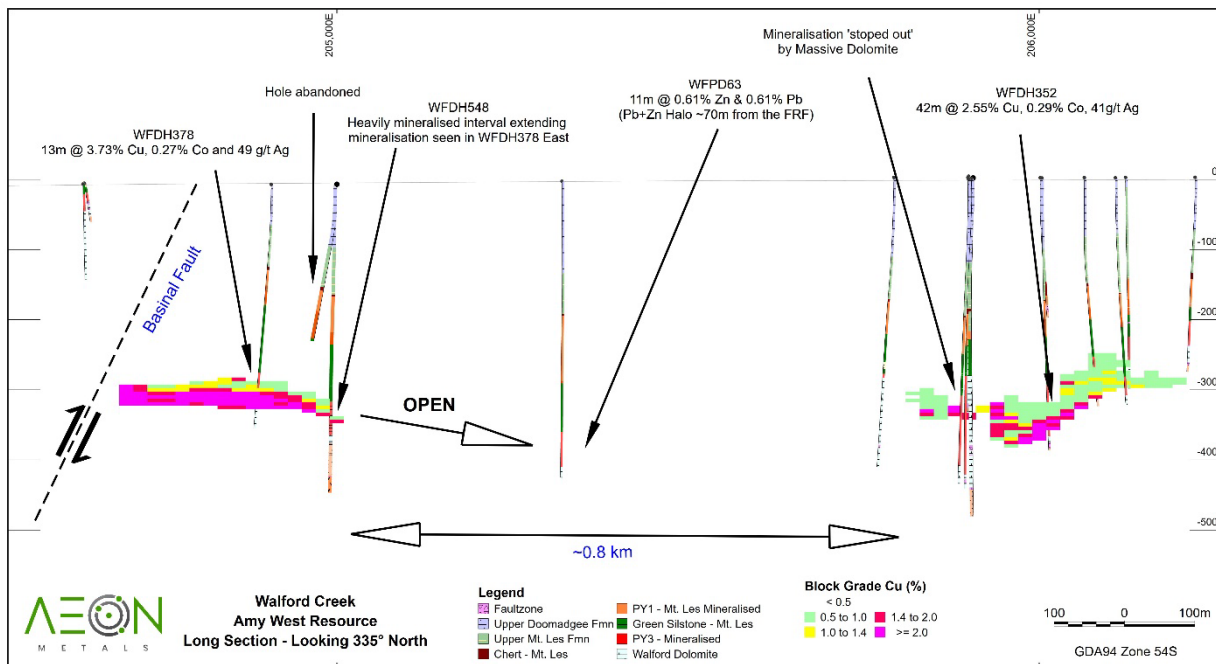 205,000E
206,000E
Mineralisation 'stoped out'
by Massive Dolomite
Hole abandoned
WFDH378
13m @ 3.73% Cu, 0.27% Co and 49 g/t Ag
WFDH548
Heavily mineralised interval extending
mineralisation seen in WFDH378 East
WFPD63
11m @ 0.61% Zn & 0.61% Pb
(Pb+Zn Halo ~70m from the FRF)
WFDH352
42m @ 2.55% Cu, 0.29% Co, 41g/t Ag
0
-100
-200
-300
-400
-500
Basinal Fault
OPEN
~0.8 km
AEON
METALS
Walford Creek
Amy West Resource
Long Section - Looking 335° North
Legend
Faultzone
Upper Doomadgee Fmn
Upper Mt. Les Fmn
Chert - Mt. Les
PY1 - Mt. Les Mineralised
Green Silstone - Mt. Les
PY3 - Mineralised
Walford Dolomite
Block Grade Cu (%)
< 0.5
0.5 to 1.0
1.0 to 1.4
1.4 to 2.0
>= 2.0
100 0 100m
GDA94 Zone 54S